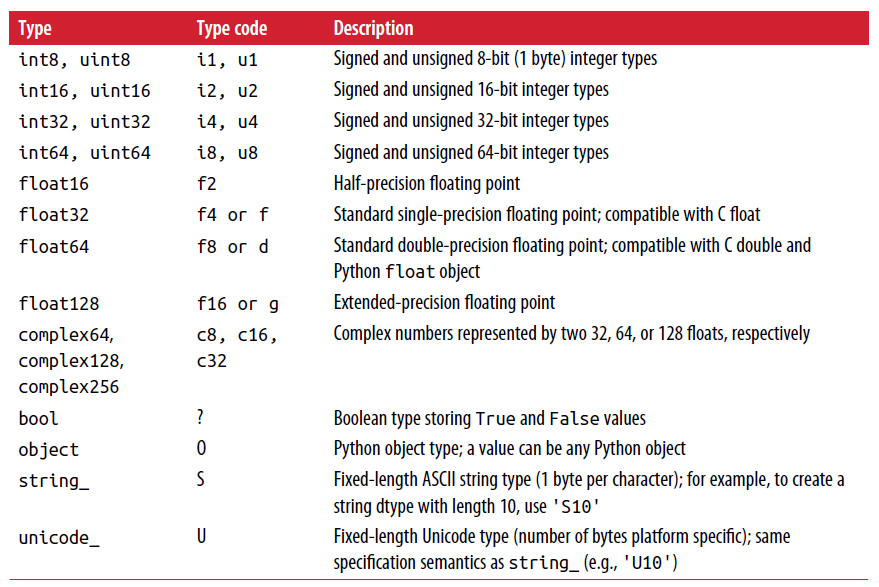 Type Type code Description
int8, uint8 i1, u1 Signed and unsigned 8-bit (1 byte) integer types
int16, uint16 i2, u2 Signed and unsigned 16-bit integer types
int32, uint32 i4, u4 Signed and unsigned 32-bit integer types
int64, uint64 i8, u8 Signed and unsigned 64-bit integer types
float16 f2 Half-precision floating point
float32 f4 or f Standard single-precision floating point; compatible with C float
float64 f8 or d Standard double-precision floating point; compatible with C double and
Python float object
float128 f16 or g Extended-precision floating point
complex64, c8, c16, Complex numbers represented by two 32, 64, or 128 floats, respectively
complex128, c32
complex256
bool ? Boolean type storing True and False values
object O Python object type; a value can be any Python object
string_ S Fixed-length ASCII string type (1 byte per character); for example, to create a
string dtype with length 10, use 'S10'
unicode_ U Fixed-length Unicode type (number of bytes platform specific); same
specification semantics as string_ (e.g., 'U10')